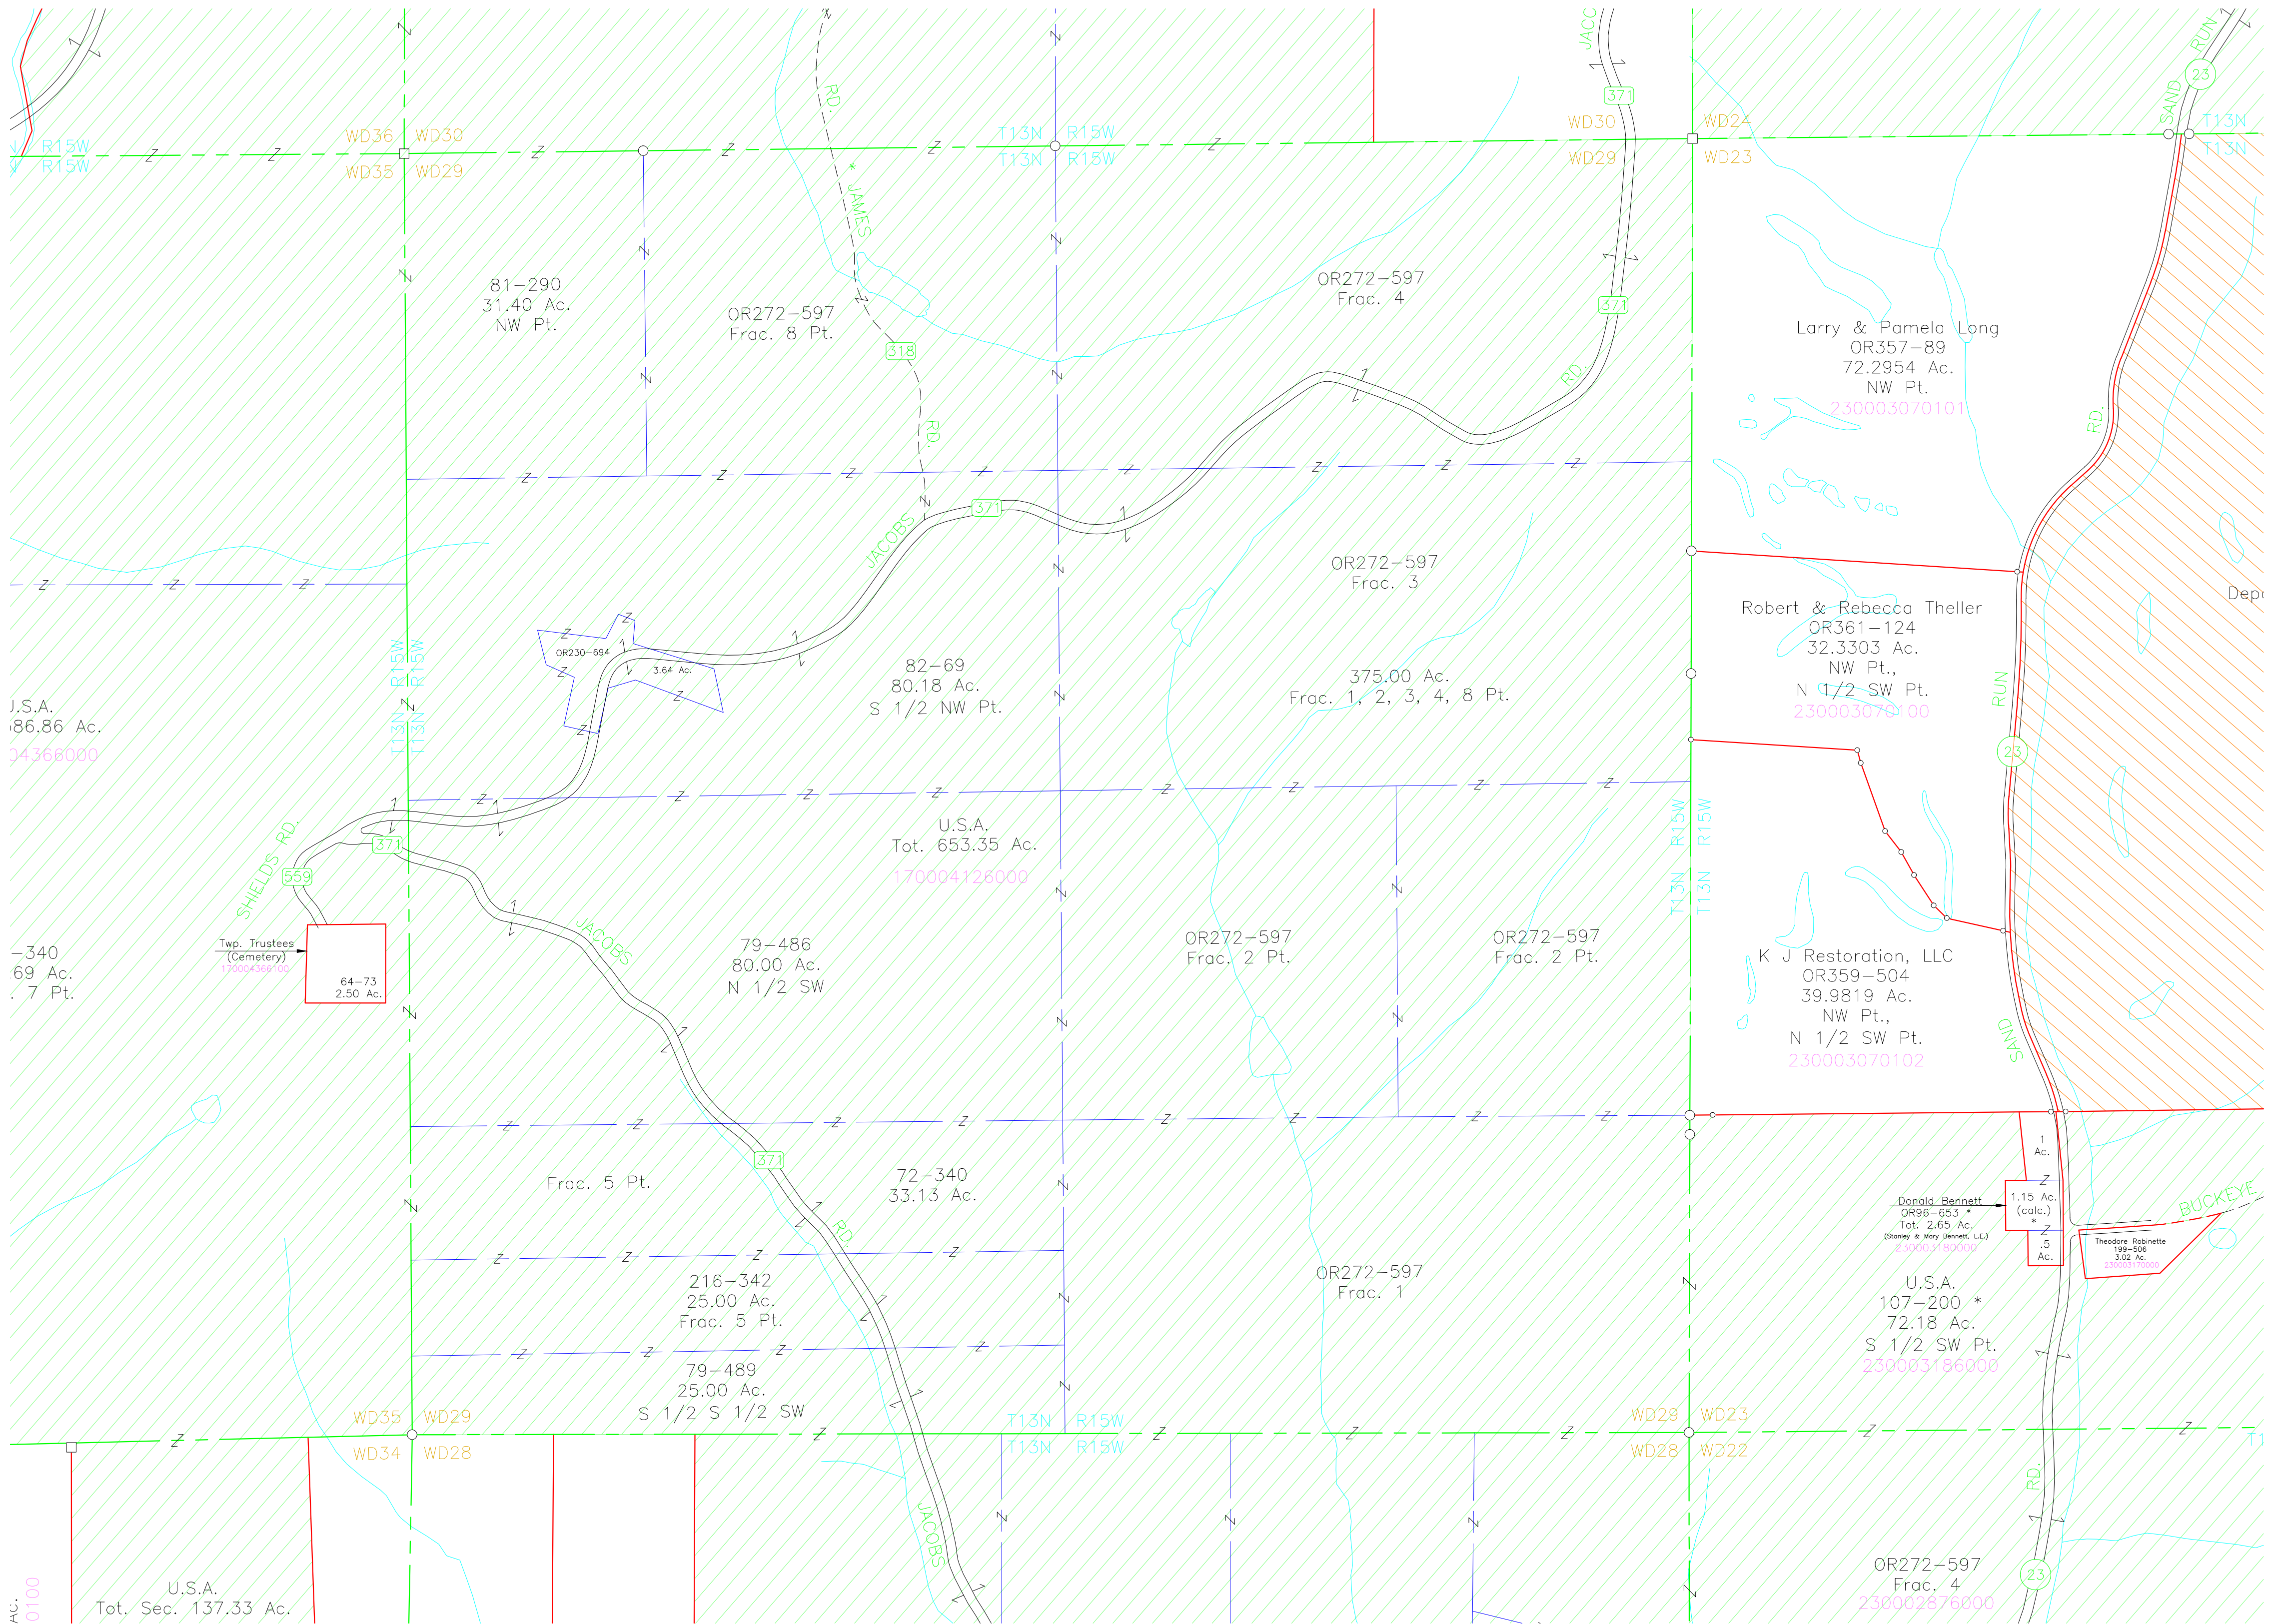 JACC
RUN
23
SAND
371
RD.
WD36 WD30
T13N R15W
WD30 WD24
T13N
R15W
WD35 WD29
T13N R15W
WD29 WD23
T13N
R15W
* JAMES
81-290
31.40 Ac.
NW Pt.
OR272-597
Frac. 8 Pt.
318
RD.
OR272-597
Frac. 4
371
RD.
Larry & Pamela Long
OR357-89
72.2954 Ac.
NW Pt.
230003070101
RD.
371
JACOBS
OR272-597
Frac. 3
Robert & Rebecca Theller
OR361-124
32.3303 Ac.
NW Pt.,
N 1/2 SW Pt.
230003070100
RUN
23
OR230-694
3.64 Ac.
82-69
80.18 Ac.
S 1/2 NW Pt.
375.00 Ac.
Frac. 1, 2, 3, 4, 8 Pt.
U.S.A.
86.86 Ac.
04366000
T13N R15W
T13N R15W
T13N R15W
T13N R15W
U.S.A.
Tot. 653.35 Ac.
170004126000
371
559
SHIELDS RD.
JACOBS
Twp. Trustees
(Cemetery)
170004366100
64-73
2.50 Ac.
-340
69 Ac.
. 7 Pt.
79-486
80.00 Ac.
N 1/2 SW
OR272-597
Frac. 2 Pt.
OR272-597
Frac. 2 Pt.
K J Restoration, LLC
OR359-504
39.9819 Ac.
NW Pt.,
N 1/2 SW Pt.
230003070102
SAND
371
Frac. 5 Pt.
72-340
33.13 Ac.
RD.
1
Ac.
1.15 Ac.
(calc.)
*
.5
Ac.
Donald Bennett
OR96-653 *
Tot. 2.65 Ac.
(Stanley & Mary Bennett, L.E.)
230003180000
BUCKEYE
Theodore Robinette
199-506
3.02 Ac.
230003170000
216-342
25.00 Ac.
Frac. 5 Pt.
OR272-597
Frac. 1
U.S.A.
107-200 *
72.18 Ac.
S 1/2 SW Pt.
230003186000
79-489
25.00 Ac.
S 1/2 S 1/2 SW
WD35 WD29
T13N R15W
WD29 WD23
WD34 WD28
T13N R15W
WD28 WD22
JACOBS
RD.
23
U.S.A.
Tot. Sec. 137.33 Ac.
OR272-597
Frac. 4
230002876000
Ac.
0100